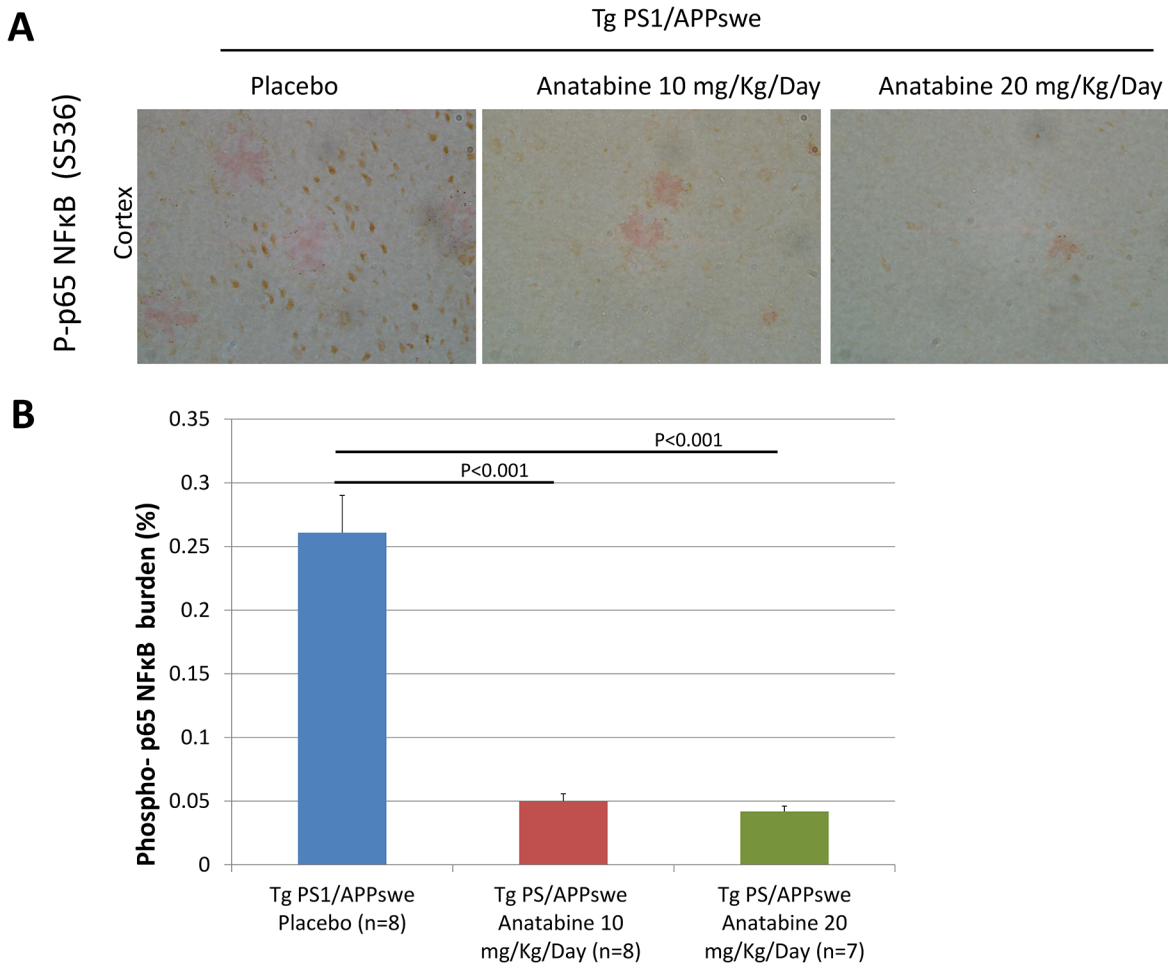 A
Tg PS1/APPswe
Placebo
Anatabine 10 mg/Kg/Day
Anatabine 20 mg/Kg/Day
P-p65 NFκB (S536)
Cortex
B
Phospho- p65 NFκB burden (%)
0.35
0.3
0.25
0.2
0.15
0.1
0.05
0
P<0.001
P<0.001
Tg PS1/APPswe
Placebo (n=8)
Tg PS/APPswe
Anatabine 10
mg/Kg/Day (n=8)
Tg PS/APPswe
Anatabine 20
mg/Kg/Day (n=7)